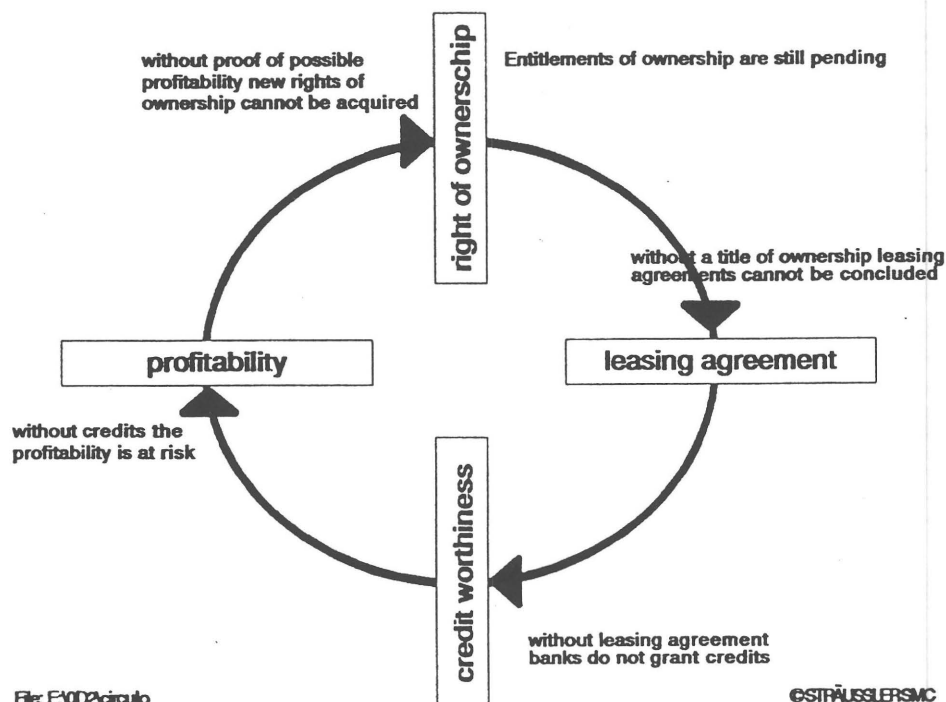 without proof of possible
profitability new rights of
ownership cannot be acquired
right of ownerschip
Entitlements of ownership are still pending
without a title of ownership leasing
agreements cannot be concluded
profitability
leasing agreement
without credits the
profitability is at risk
credit worthiness
without leasing agreement
banks do not grant credits
©STRÄUSSLERSMC